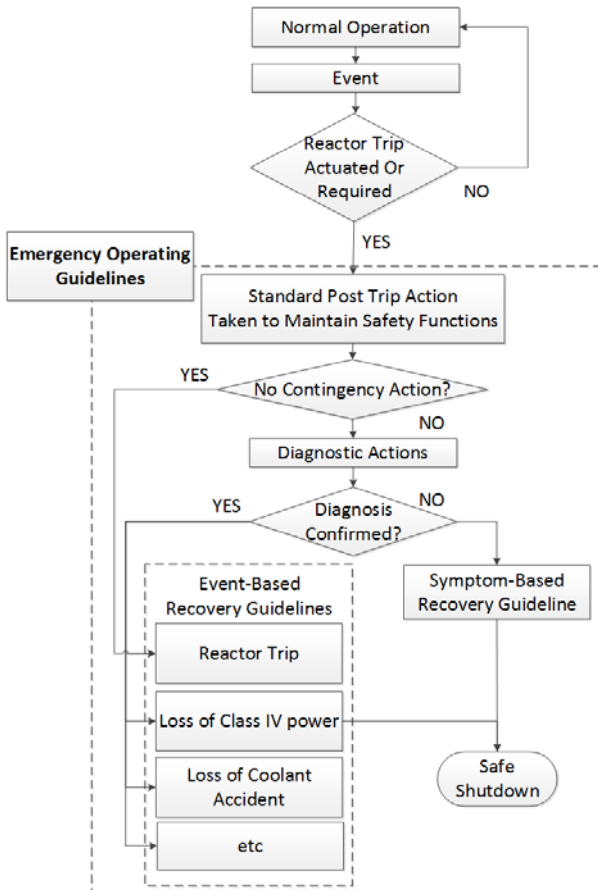 Normal Operation
Event
Reactor Trip
Actuated Or
Required
NO
YES
Emergency Operating
Guidelines
Standard Post Trip Action
Taken to Maintain Safety Functions
YES
No Contingency Action?
NO
Diagnostic Actions
YES
NO
Diagnosis
Confirmed?
Event-Based
Recovery Guidelines
Symptom-Based
Recovery Guideline
Reactor Trip
Loss of Class IV power
Safe
Shutdown
Loss of Coolant
Accident
etc